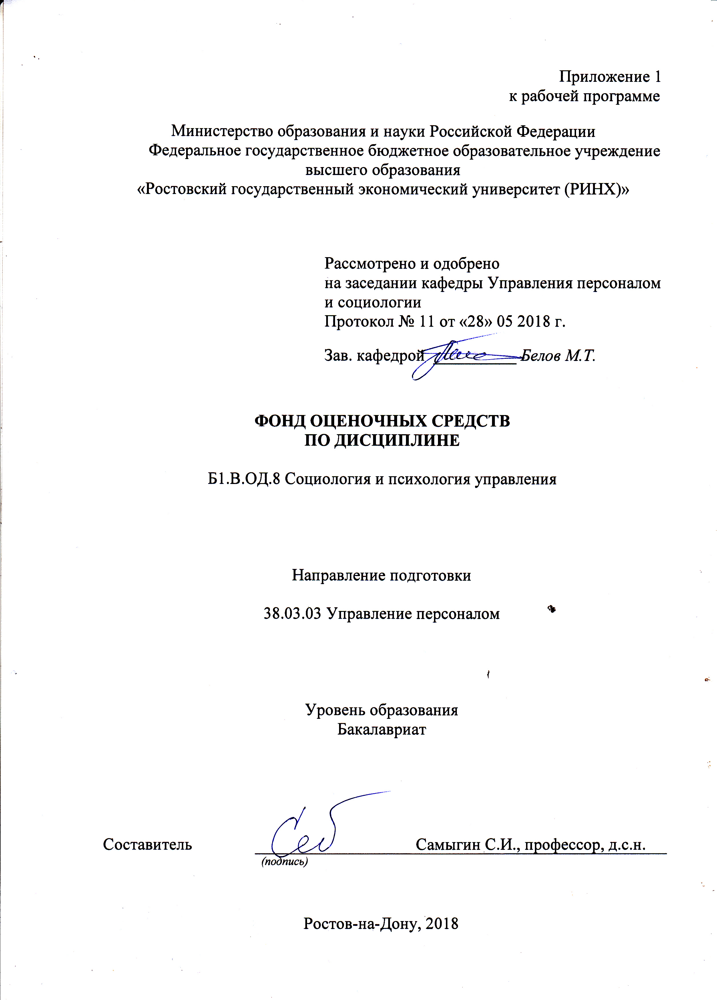 Приложение 1
к рабочей программе
Министерство образования и науки Российской Федерации
Федеральное государственное бюджетное образовательное учреждение
высшего образования
«Ростовский государственный экономический университет (РИНХ)»
Рассмотрено и одобрено
на заседании кафедры Управления персоналом
и социологии
Протокол № 11 от «28» 05 2018 г.
Зав. кафедрой __________ Белов М.Т.
ФОНД ОЦЕНОЧНЫХ СРЕДСТВ
ПО ДИСЦИПЛИНЕ
Б1.В.ОД.8 Социология и психология управления
Направление подготовки
38.03.03 Управление персоналом
Уровень образования
Бакалавриат
Составитель Самыгин С.И., профессор, д.с.н.
(подпись)
Ростов-на-Дону, 2018